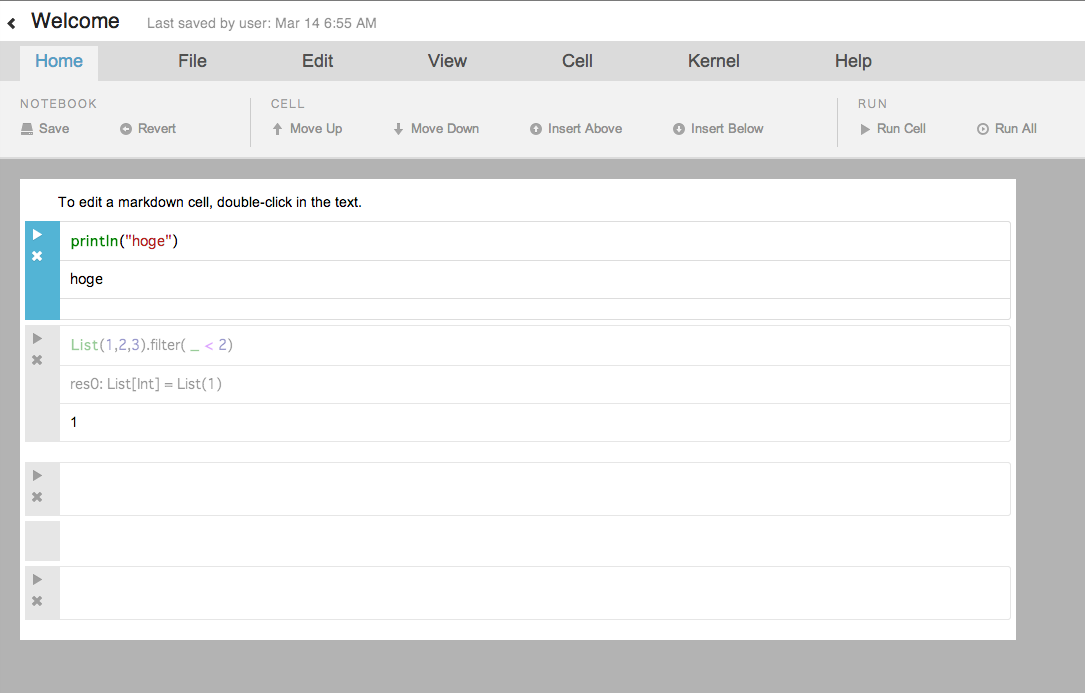 Welcome Last saved by user: Mar 14 6:55 AM
Home File Edit View Cell Kernel Help
NOTEBOOK CELL RUN
Save Revert Move Up Move Down Insert Above Insert Below Run Cell Run All
To edit a markdown cell, double-click in the text.
println("hoge")
hoge
List(1,2,3).filter( _ < 2)
res0: List[Int] = List(1)
1